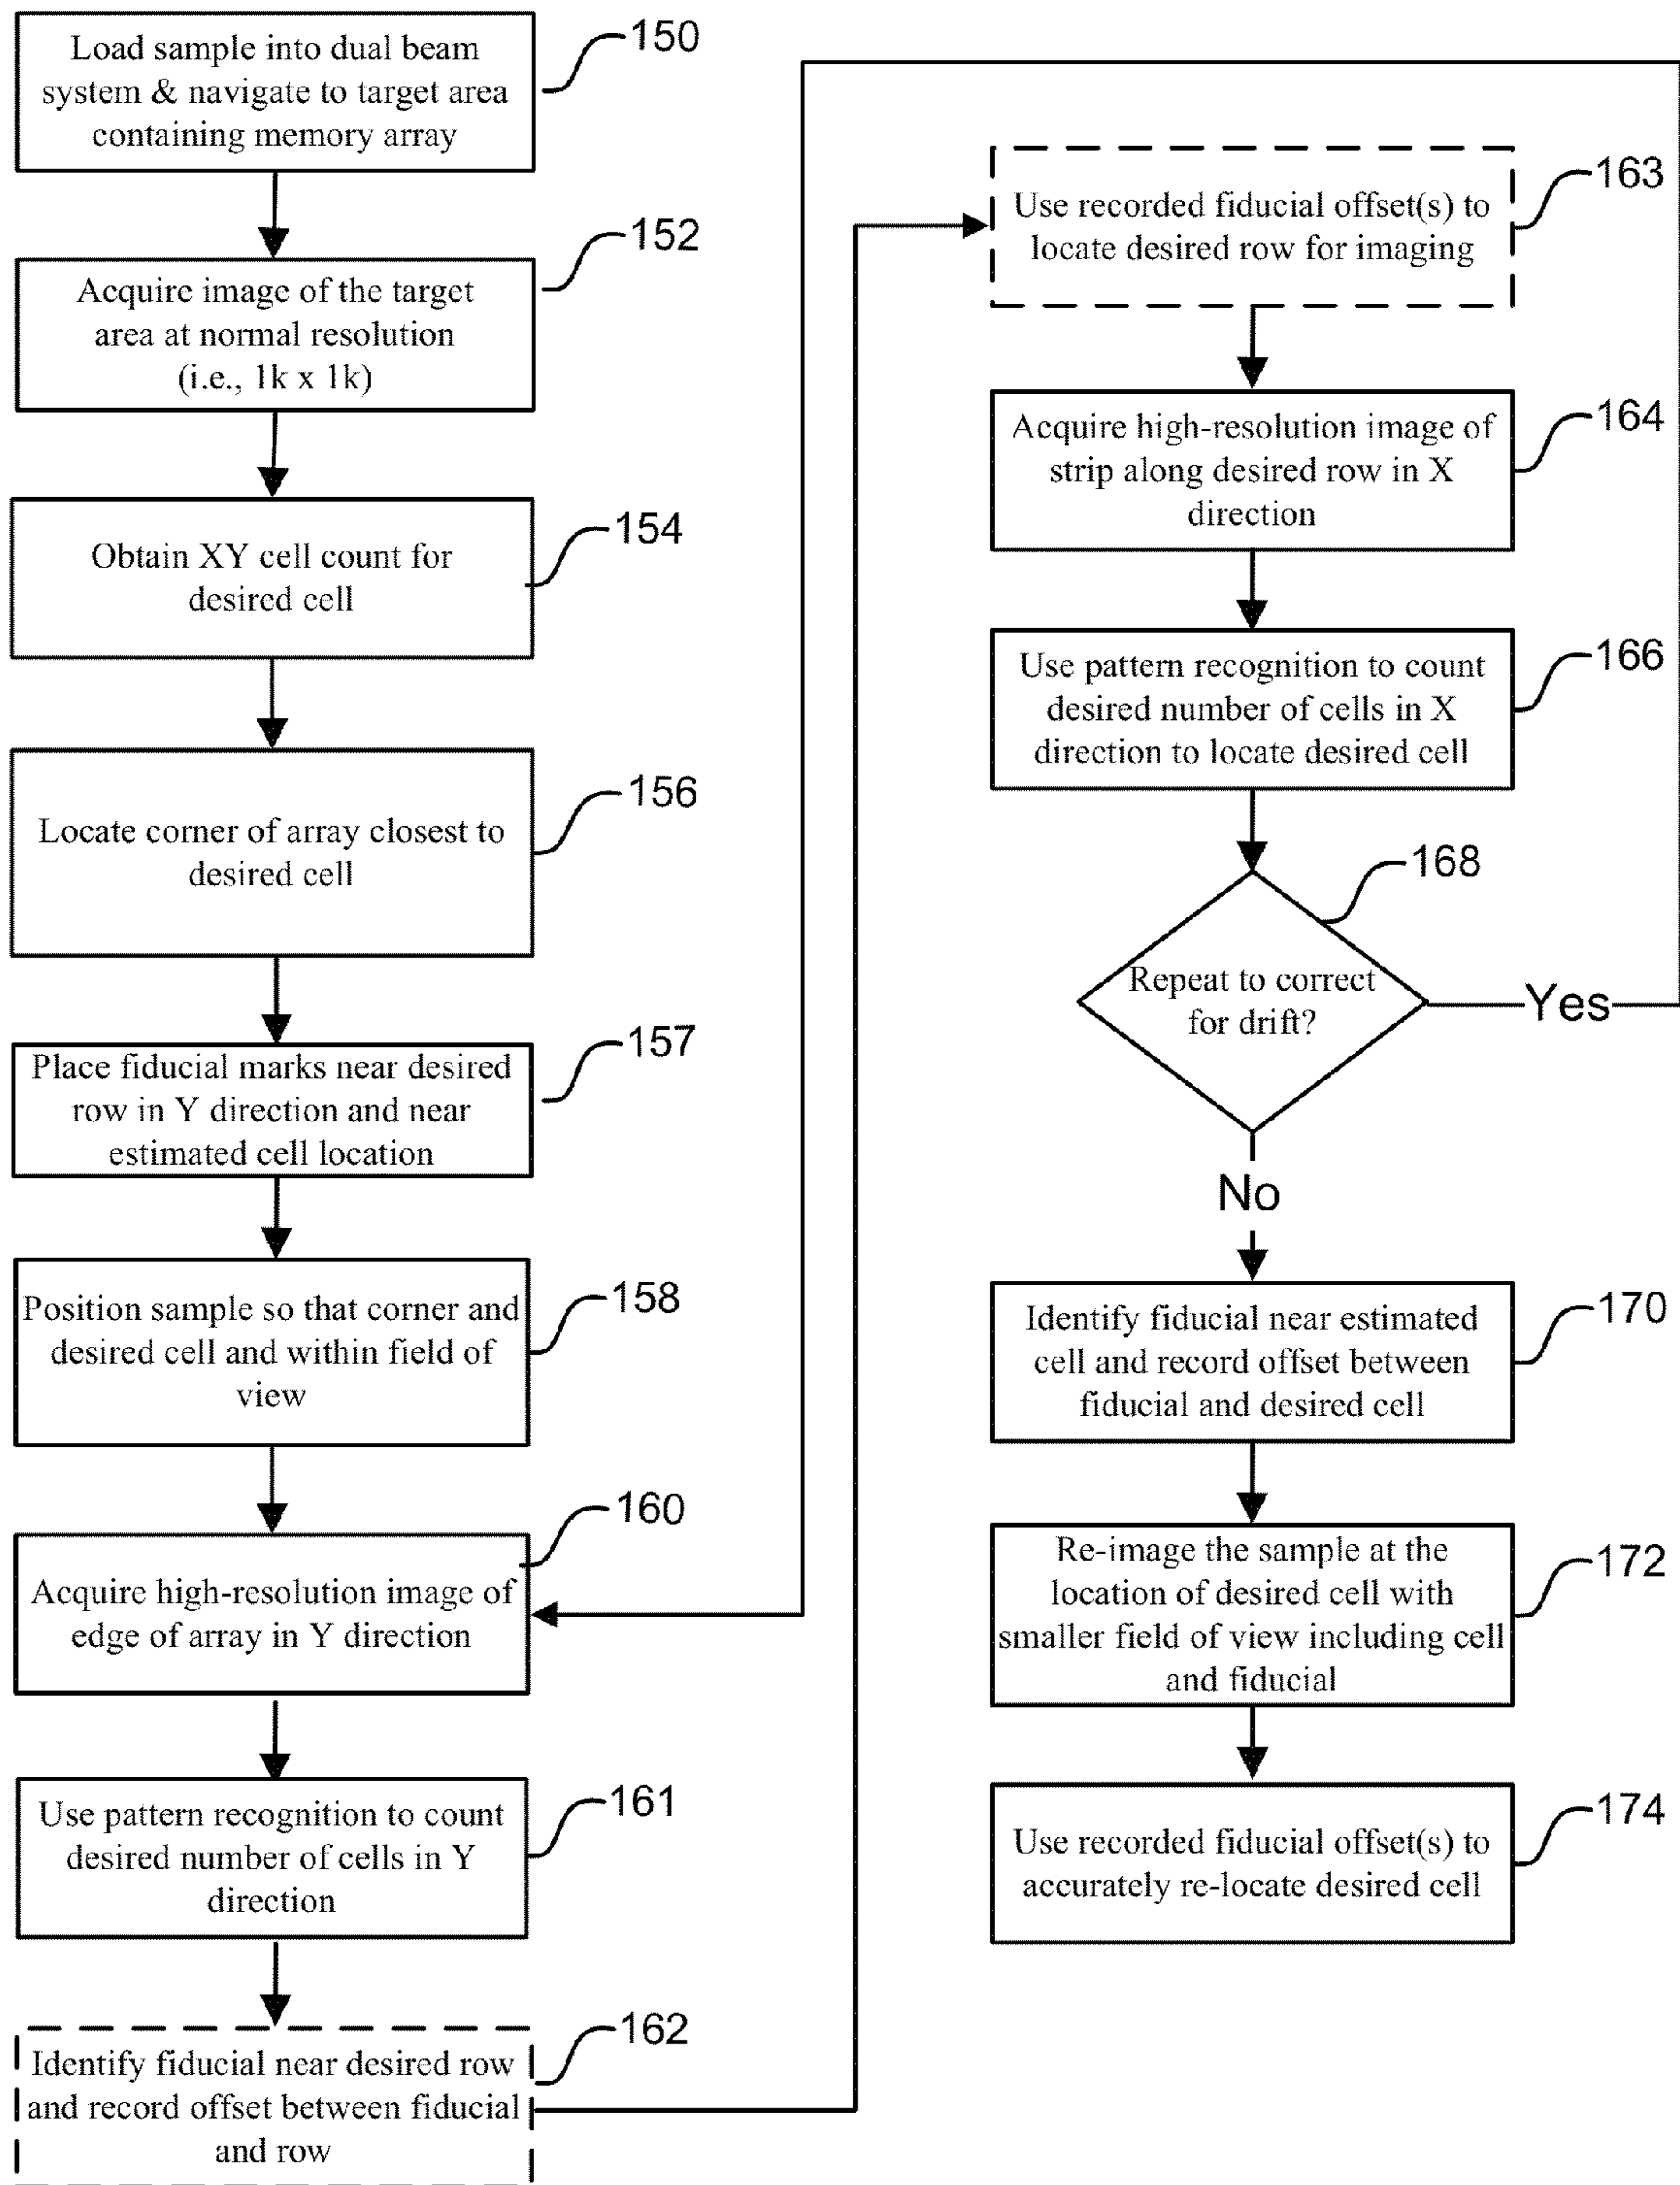 Load sample into dual beam
system & navigate to target area
containing memory array
150
Acquire image of the target
area at normal resolution
(i.e., 1k x 1k)
152
Obtain XY cell count for
desired cell
154
Locate corner of array closest to
desired cell
156
Place fiducial marks near desired
row in Y direction and near
estimated cell location
157
Position sample so that corner and
desired cell and within field of
view
158
Acquire high-resolution image of
edge of array in Y direction
160
Use pattern recognition to count
desired number of cells in Y
direction
161
Identify fiducial near desired row
and record offset between fiducial
and row
162
Use recorded fiducial offset(s) to
locate desired row for imaging
163
Acquire high-resolution image of
strip along desired row in X
direction
164
Use pattern recognition to count
desired number of cells in X
direction to locate desired cell
166
Repeat to correct
for drift?
168
Yes
No
Identify fiducial near estimated
cell and record offset between
fiducial and desired cell
170
Re-image the sample at the
location of desired cell with
smaller field of view including cell
and fiducial
172
Use recorded fiducial offset(s) to
accurately re-locate desired cell
174